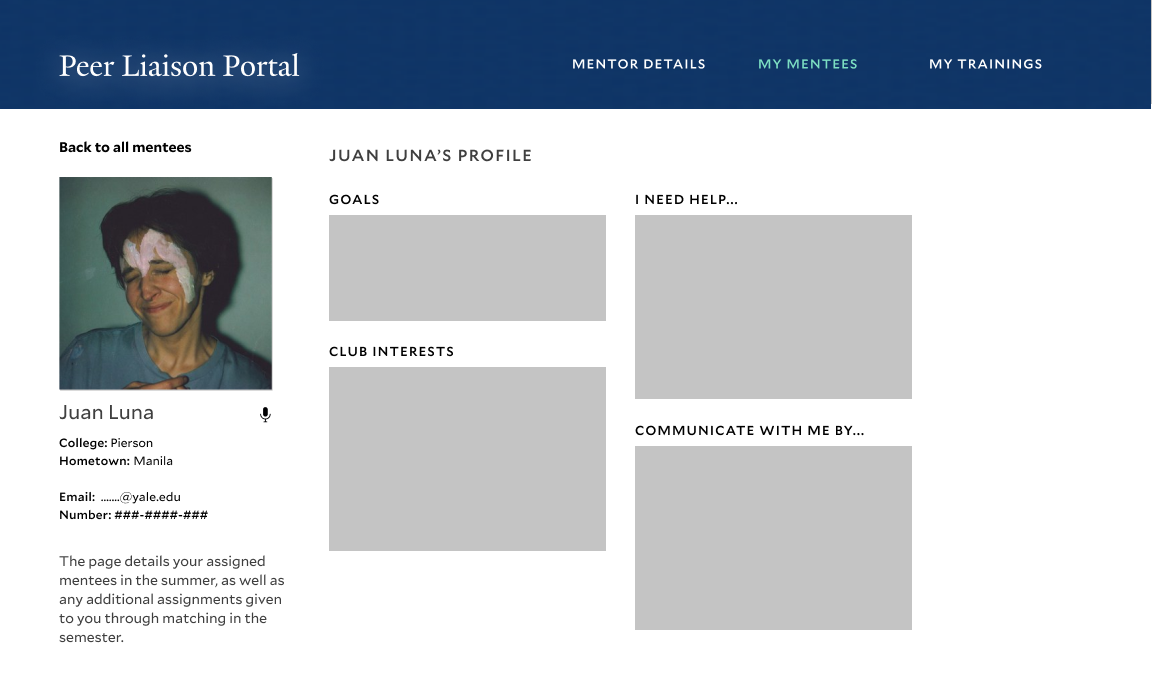 Peer Liaison Portal
MENTOR DETAILS
MY MENTEES
MY TRAININGS
Back to all mentees
Juan Luna
College: Pierson
Hometown: Manila
Email: .......@yale.edu
Number: ###-####-###
The page details your assigned
mentees in the summer, as well as
any additional assignments given
to you through matching in the
semester.
JUAN LUNA’S PROFILE
GOALS
CLUB INTERESTS
I NEED HELP...
COMMUNICATE WITH ME BY...